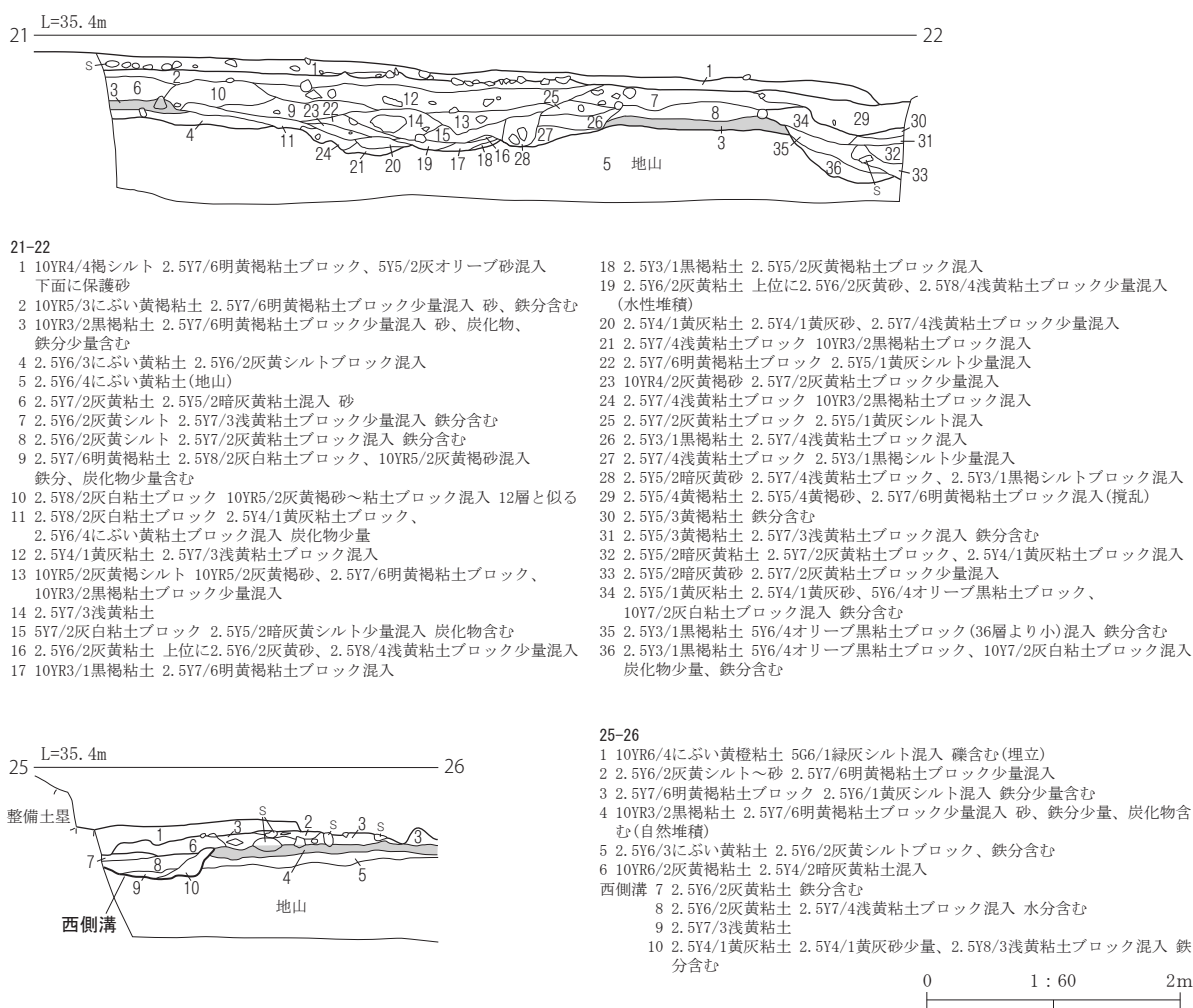 L=35.4m
21
22
S
1
2
3
6
10
4
9
23
22
11
24
21
20
12
14
13
15
19
17
18
16
28
25
27
26
7
8
3
5 地山
1
34
29
35
36
30
31
32
33
S
21-22
1 10YR4/4褐シルト 2.5Y7/6明黄褐粘土ブロック、5Y5/2灰オリーブ砂混入
下面に保護砂
2 10YR5/3にぶい黄褐粘土 2.5Y7/6明黄褐粘土ブロック少量混入 砂、鉄分含む
3 10YR3/2黒褐粘土 2.5Y7/6明黄褐粘土ブロック少量混入 砂、炭化物、
鉄分少量含む
4 2.5Y6/3にぶい黄粘土 2.5Y6/2灰黄シルトブロック混入
5 2.5Y6/4にぶい黄粘土(地山)
6 2.5Y7/2灰黄粘土 2.5Y5/2暗灰黄粘土混入 砂
7 2.5Y6/2灰黄シルト 2.5Y7/3浅黄粘土ブロック少量混入 鉄分含む
8 2.5Y6/2灰黄シルト 2.5Y7/2灰黄粘土ブロック混入 鉄分含む
9 2.5Y7/6明黄褐粘土 2.5Y8/2灰白粘土ブロック、10YR5/2灰黄褐砂混入
鉄分、炭化物少量含む
10 2.5Y8/2灰白粘土ブロック 10YR5/2灰黄褐砂～粘土ブロック混入 12層と似る
11 2.5Y8/2灰白粘土ブロック 2.5Y4/1黄灰粘土ブロック、
2.5Y6/4にぶい黄粘土ブロック混入 炭化物少量
12 2.5Y4/1黄灰粘土 2.5Y7/3浅黄粘土ブロック混入
13 10YR5/2灰黄褐シルト 10YR5/2灰黄褐砂、2.5Y7/6明黄褐粘土ブロック、
10YR3/2黒褐粘土ブロック少量混入
14 2.5Y7/3浅黄粘土
15 5Y7/2灰白粘土ブロック 2.5Y5/2暗灰黄シルト少量混入 炭化物含む
16 2.5Y6/2灰黄粘土 上位に2.5Y6/2灰黄砂、2.5Y8/4浅黄粘土ブロック少量混入
17 10YR3/1黒褐粘土 2.5Y7/6明黄褐粘土ブロック混入
18 2.5Y3/1黒褐粘土 2.5Y5/2灰黄褐粘土ブロック混入
19 2.5Y6/2灰黄粘土 上位に2.5Y6/2灰黄砂、2.5Y8/4浅黄粘土ブロック少量混入
(水性堆積)
20 2.5Y4/1黄灰粘土 2.5Y4/1黄灰砂、2.5Y7/4浅黄粘土ブロック少量混入
21 2.5Y7/4浅黄粘土ブロック 10YR3/2黒褐粘土ブロック混入
22 2.5Y7/6明黄褐粘土ブロック 2.5Y5/1黄灰シルト少量混入
23 10YR4/2灰黄褐砂 2.5Y7/2灰黄粘土ブロック少量混入
24 2.5Y7/4浅黄粘土ブロック 10YR3/2黒褐粘土ブロック混入
25 2.5Y7/2灰黄粘土ブロック 2.5Y5/1黄灰シルト混入
26 2.5Y3/1黒褐粘土 2.5Y7/4浅黄粘土ブロック混入
27 2.5Y7/4浅黄粘土ブロック 2.5Y3/1黒褐シルト少量混入
28 2.5Y5/2暗灰黄砂 2.5Y7/4浅黄粘土ブロック、2.5Y3/1黒褐シルトブロック混入
29 2.5Y5/4黄褐粘土 2.5Y5/4黄褐砂、2.5Y7/6明黄褐粘土ブロック混入(撹乱)
30 2.5Y5/3黄褐粘土 鉄分含む
31 2.5Y5/3黄褐粘土 2.5Y7/3浅黄粘土ブロック混入 鉄分含む
32 2.5Y5/2暗灰黄粘土 2.5Y7/2灰黄粘土ブロック、2.5Y4/1黄灰粘土ブロック混入
33 2.5Y5/2暗灰黄砂 2.5Y7/2灰黄粘土ブロック少量混入
34 2.5Y5/1黄灰粘土 2.5Y4/1黄灰砂、5Y6/4オリーブ黒粘土ブロック、
10Y7/2灰白粘土ブロック混入 鉄分含む
35 2.5Y3/1黒褐粘土 5Y6/4オリーブ黒粘土ブロック(36層より小)混入 鉄分含む
36 2.5Y3/1黒褐粘土 5Y6/4オリーブ黒粘土ブロック、10Y7/2灰白粘土ブロック混入
炭化物少量、鉄分含む
L=35.4m
25
26
整備土塁
1
3
S
2
S
3
S
3
6
7
8
9
10
4
5
西側溝
地山
25-26
1 10YR6/4にぶい黄橙粘土 5G6/1緑灰シルト混入 礫含む(埋立)
2 2.5Y6/2灰黄シルト～砂 2.5Y7/6明黄褐粘土ブロック少量混入
3 2.5Y7/6明黄褐粘土ブロック 2.5Y6/1黄灰シルト混入 鉄分少量含む
4 10YR3/2黒褐粘土 2.5Y7/6明黄褐粘土ブロック少量混入 砂、鉄分少量、炭化物含
む(自然堆積)
5 2.5Y6/3にぶい黄粘土 2.5Y6/2灰黄シルトブロック、鉄分含む
6 10YR6/2灰黄褐粘土 2.5Y4/2暗灰黄粘土混入
西側溝 7 2.5Y6/2灰黄粘土 鉄分含む
8 2.5Y6/2灰黄粘土 2.5Y7/4浅黄粘土ブロック混入 水分含む
9 2.5Y7/3浅黄粘土
10 2.5Y4/1黄灰粘土 2.5Y4/1黄灰砂少量、2.5Y8/3浅黄粘土ブロック混入 鉄
分含む
0 1：60 2m